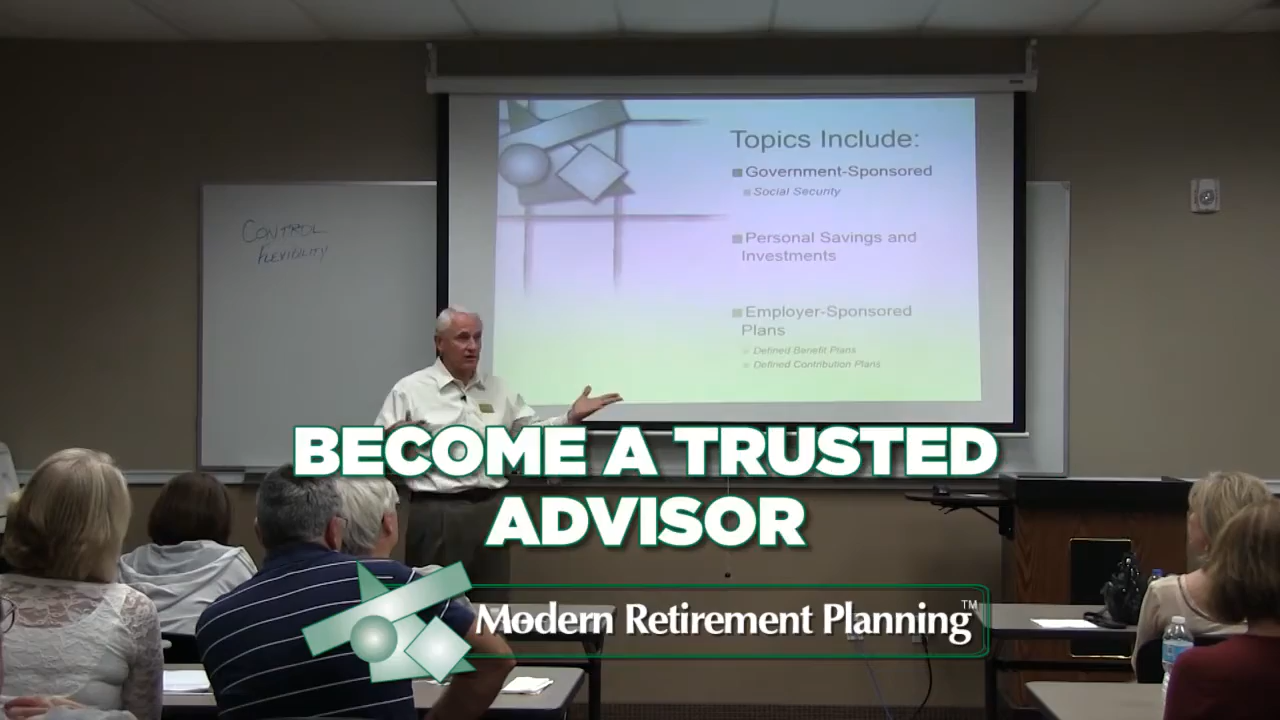 CONTROL
FLEXIBILITY
Topics Include:
Government-Sponsored
Social Security
Personal Savings and
Investments
Employer-Sponsored
Plans
Defined Benefit Plans
Defined Contribution Plans
BECOME A TRUSTED
ADVISOR
Modern Retirement Planning™